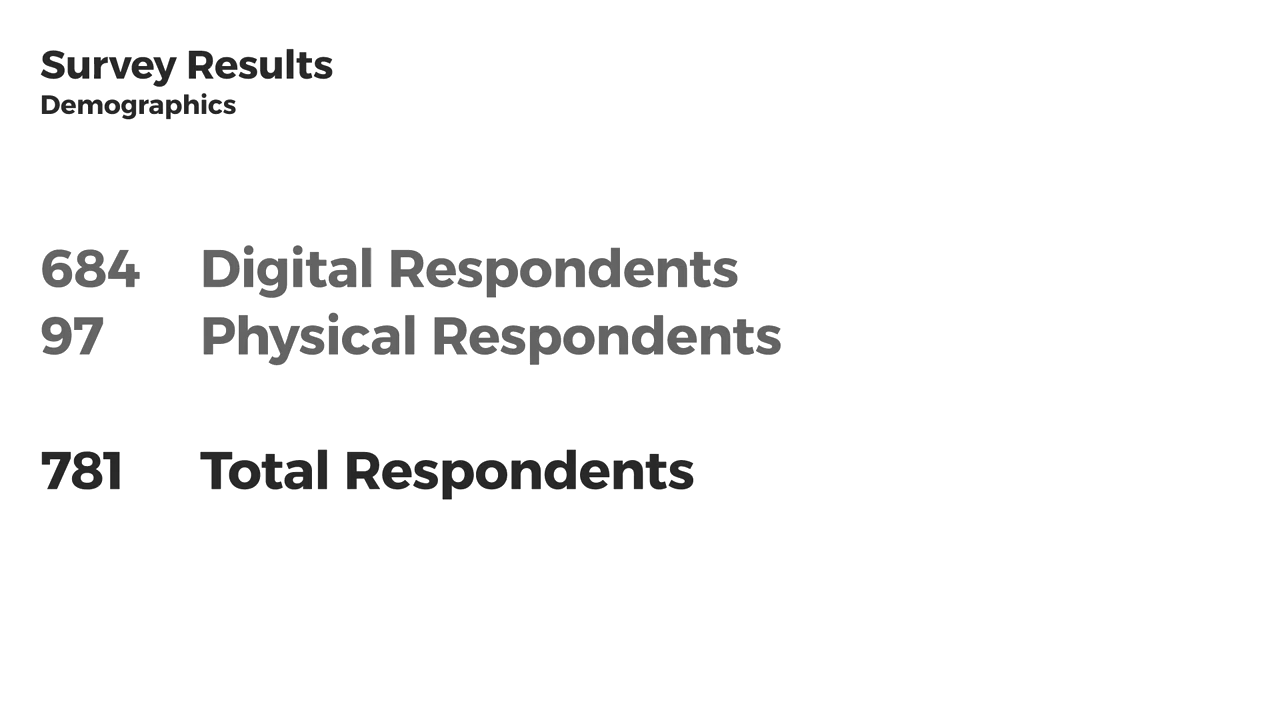 Survey Results
Demographics
684 Digital Respondents
97 Physical Respondents
781 Total Respondents